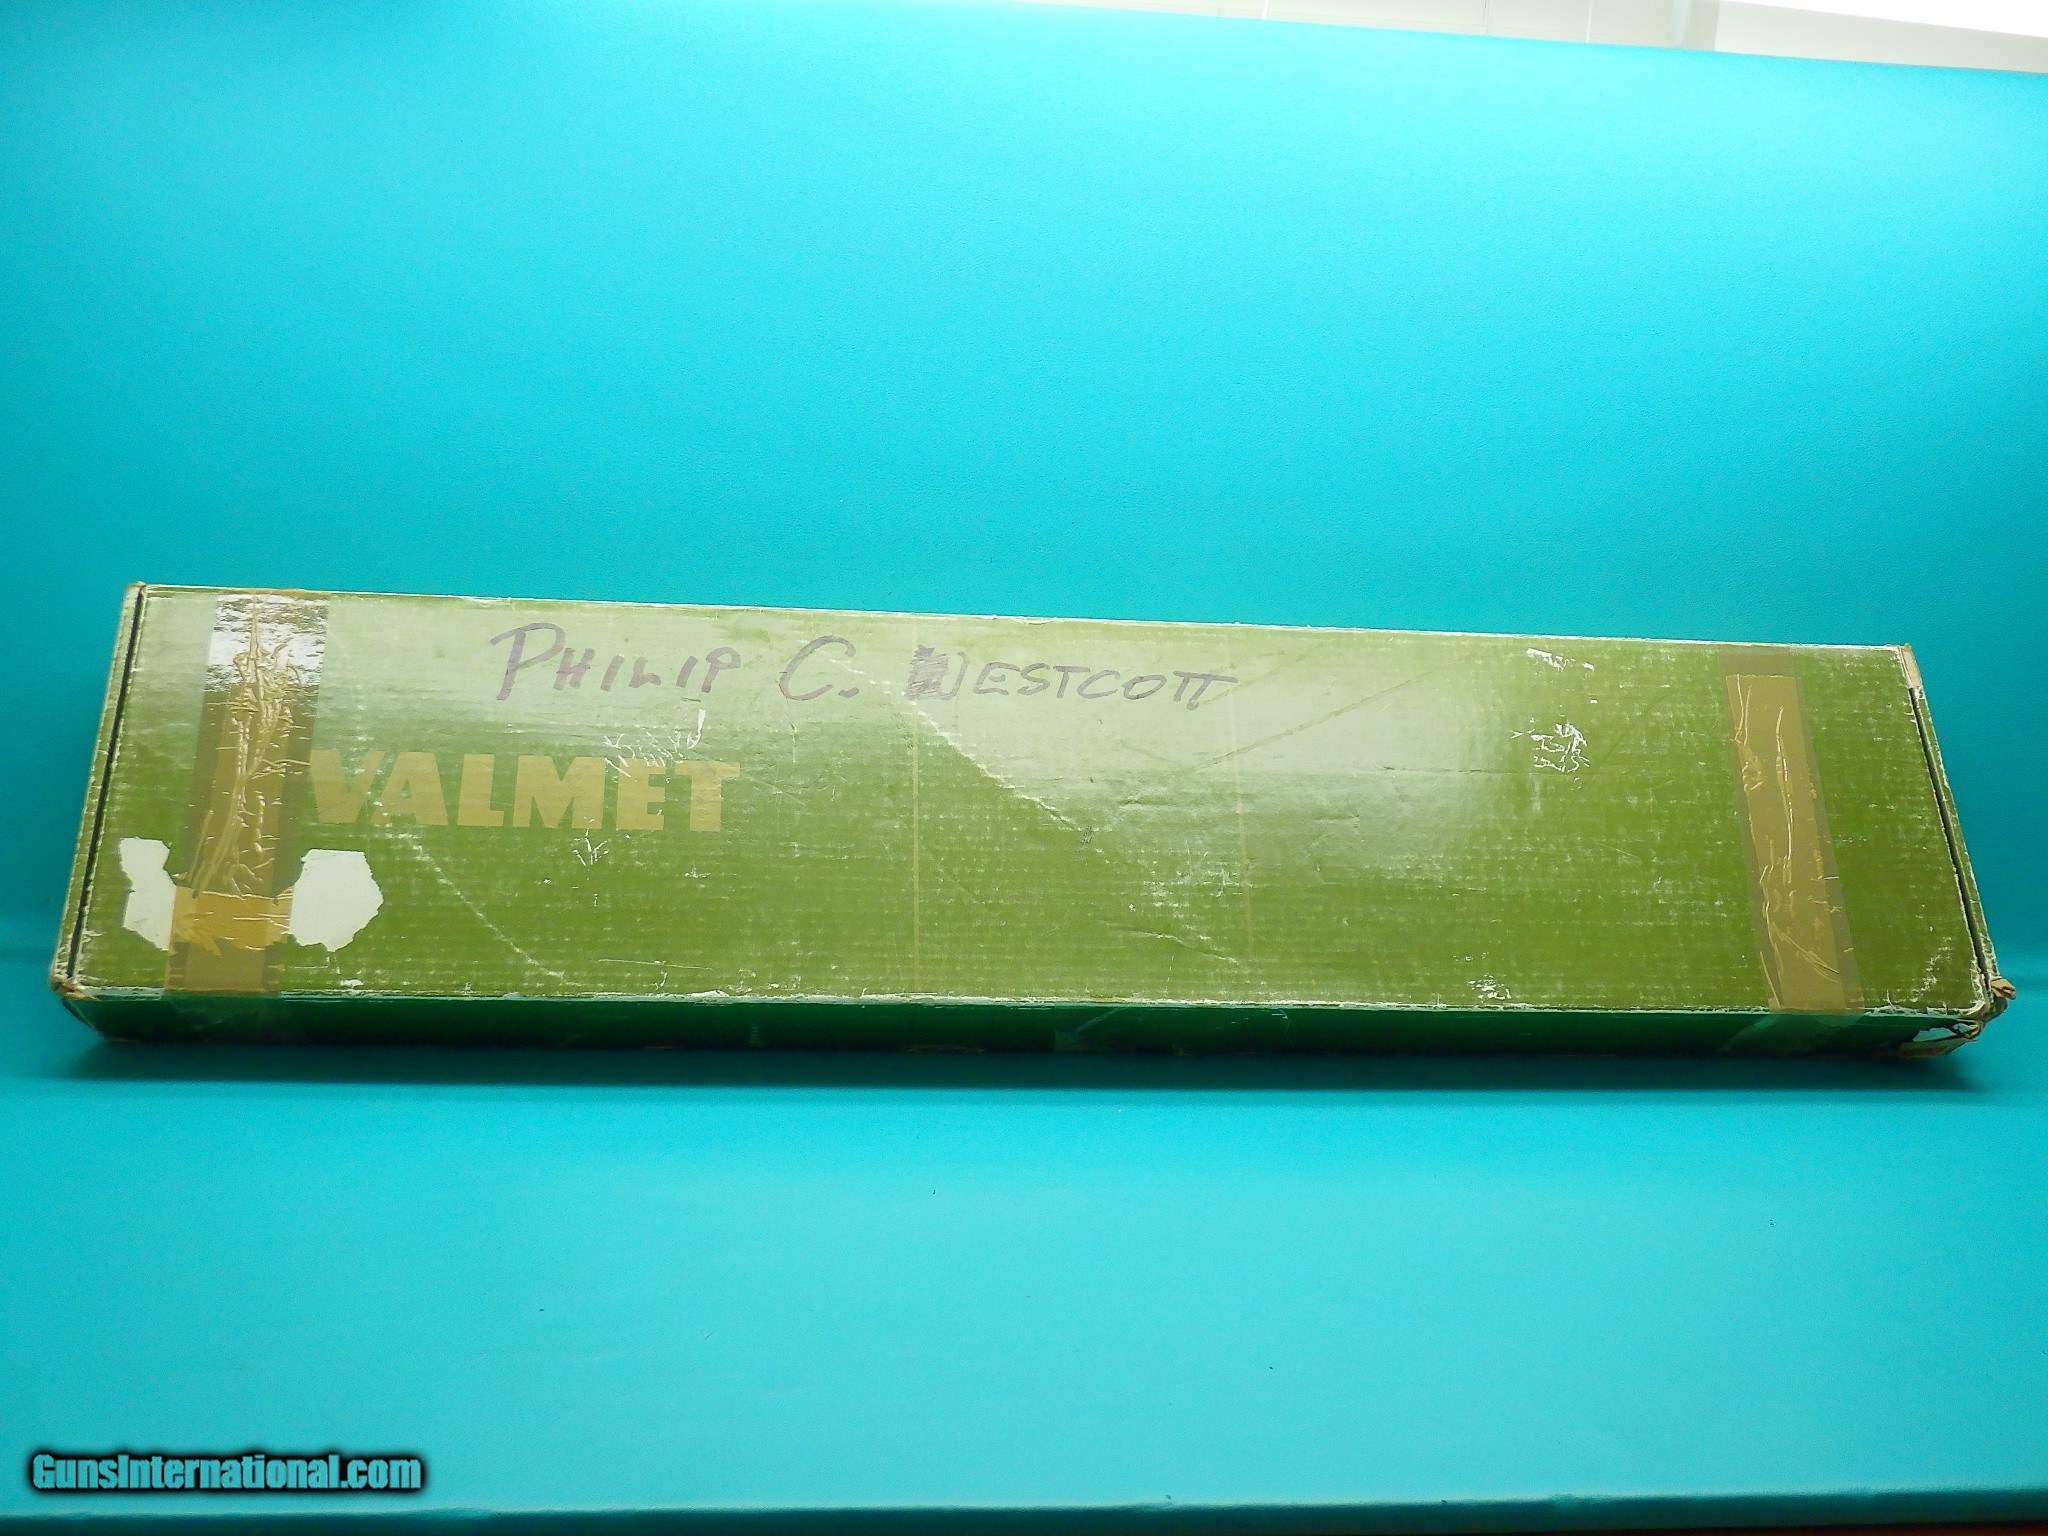 PHILIP C. WESTCOTT
VALMET
GunsInternational.com